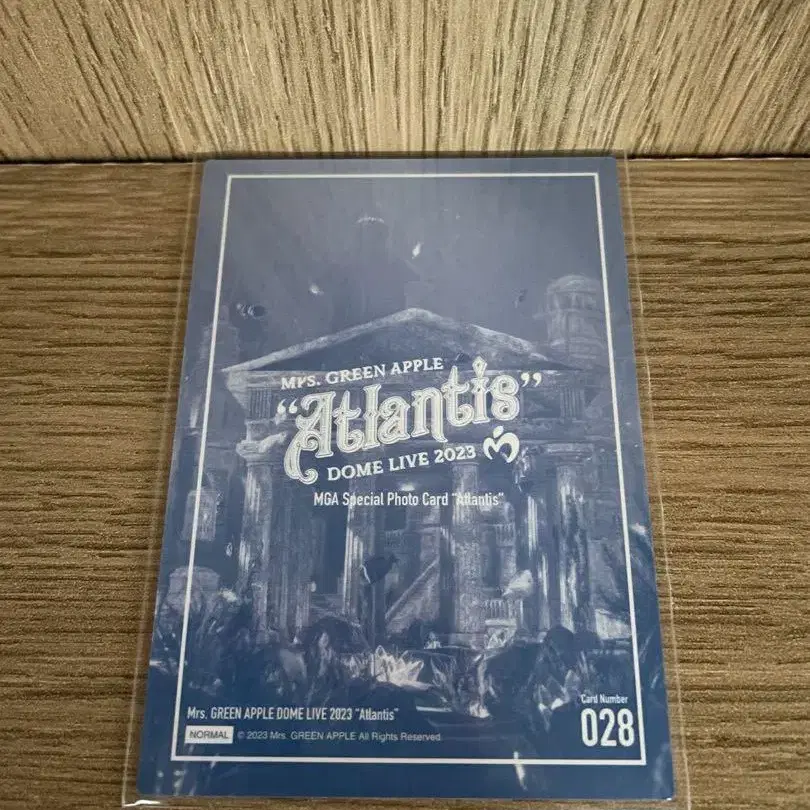 Mrs. GREEN APPLE
“Atlantis”
DOME LIVE 2023
MGA Special Photo Card “Atlantis”
Card Number
028
Mrs. GREEN APPLE DOME LIVE 2023 “Atlantis”
NORMAL © 2023 Mrs. GREEN APPLE All Rights Reserved.